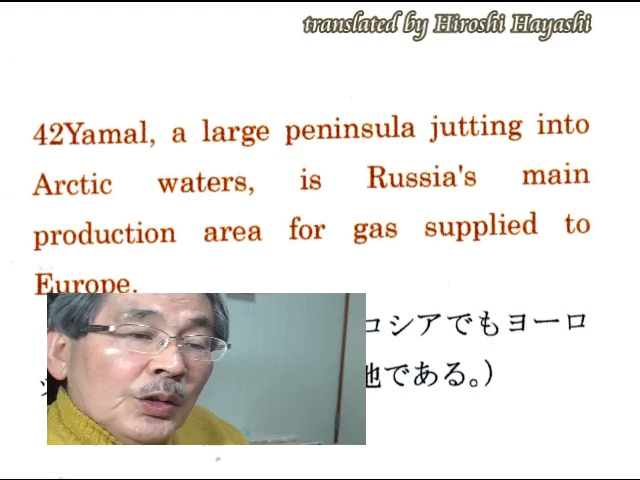 translated by Hiroshi Hayashi
42Yamal, a large peninsula jutting into
Arctic waters, is Russia's main
production area for gas supplied to
Europe.
ロシアでもヨーロ
地である。)